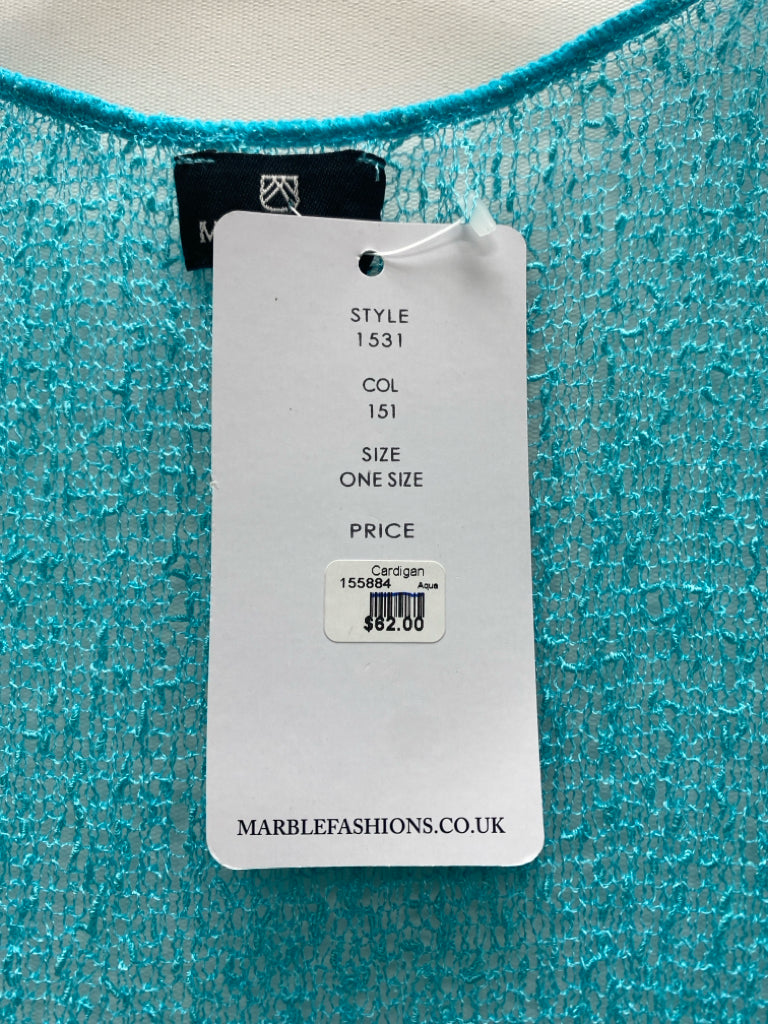 M
STYLE
1531
COL
151
SIZE
ONE SIZE
PRICE
Cardigan
155884 Aqua
$62.00
MARBLEFASHIONS.CO.UK